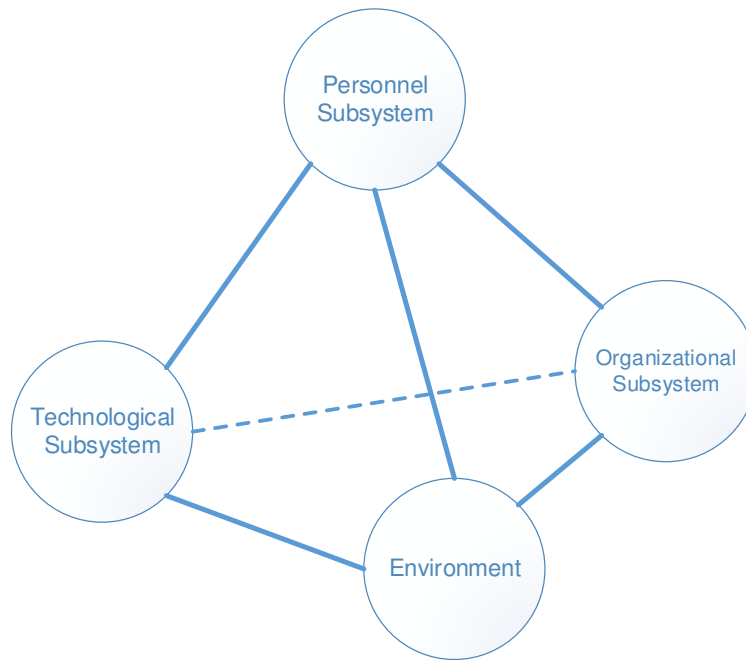 Personnel
Subsystem
Organizational
Subsystem
Technological
Subsystem
Environment